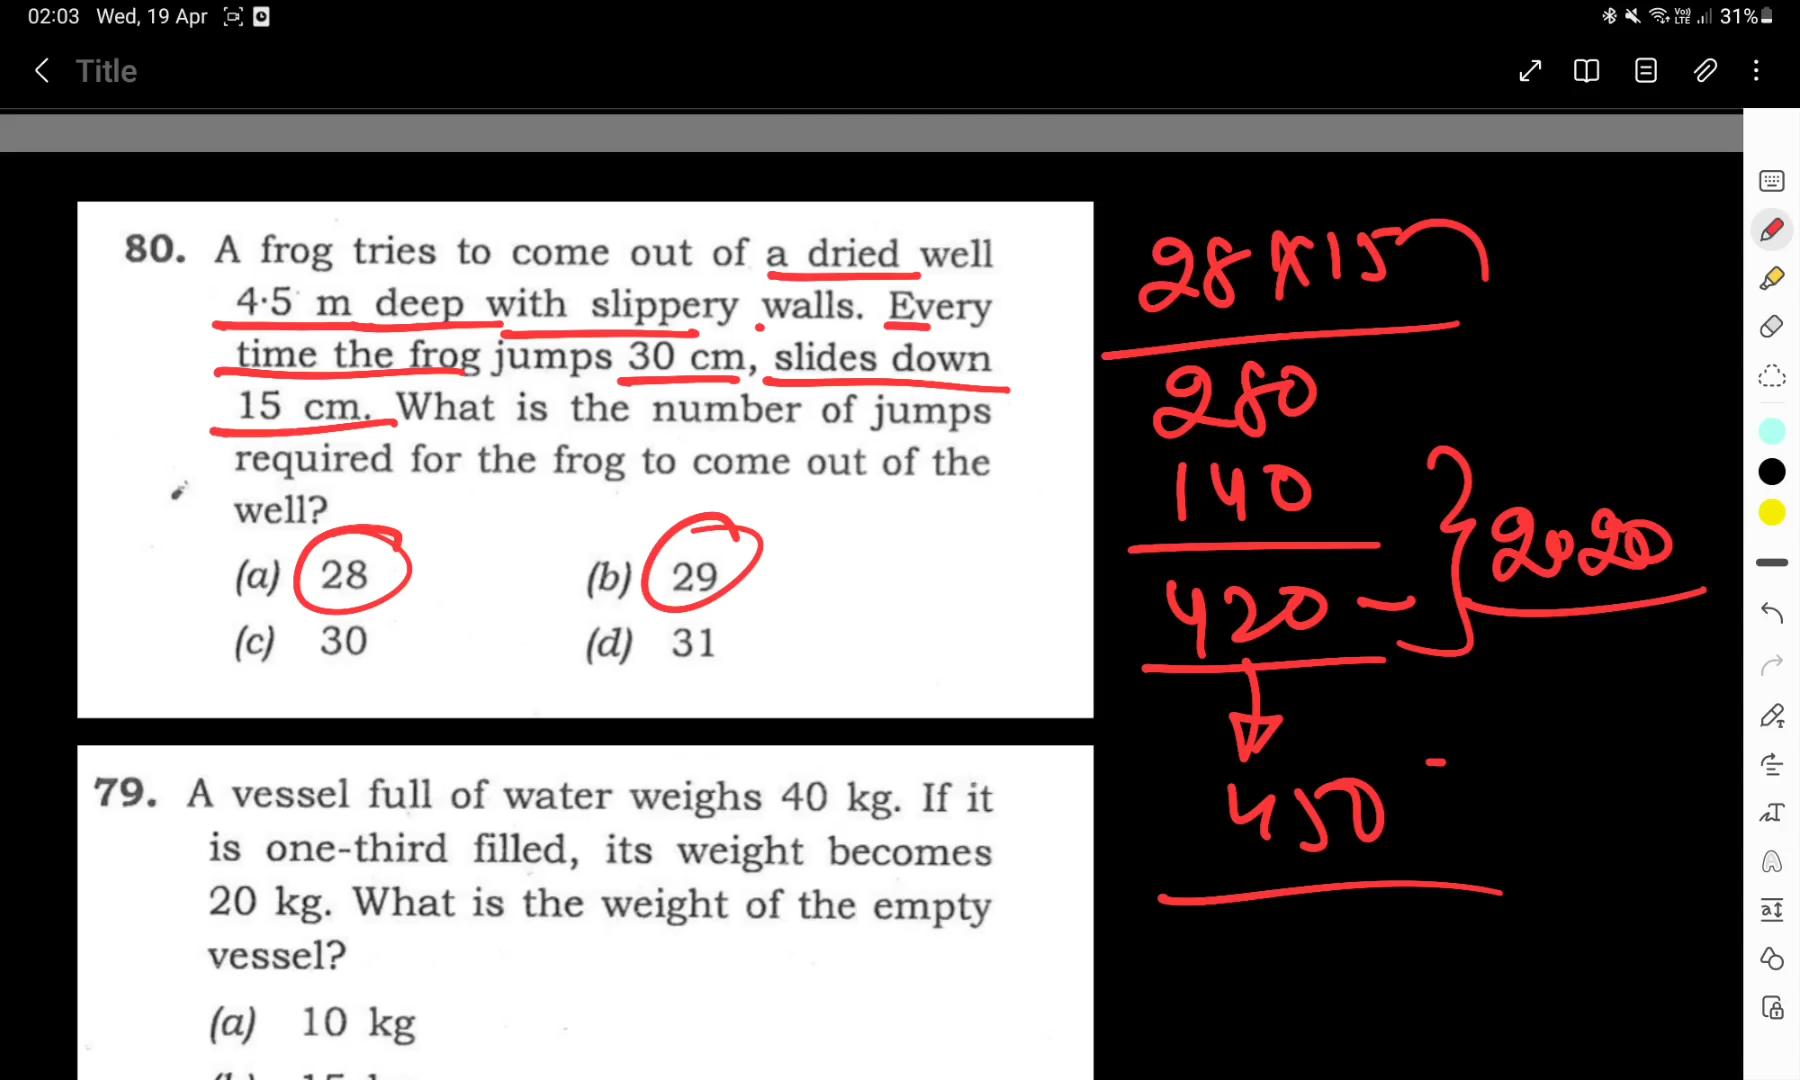 02:03 Wed, 19 Apr
31%
Title
80. A frog tries to come out of a dried well
4·5 m deep with slippery walls. Every
time the frog jumps 30 cm, slides down
15 cm. What is the number of jumps
required for the frog to come out of the
well?
(a) 28 (b) 29
(c) 30 (d) 31
28 x 15
280
140
420
2020
450
79. A vessel full of water weighs 40 kg. If it
is one-third filled, its weight becomes
20 kg. What is the weight of the empty
vessel?
(a) 10 kg